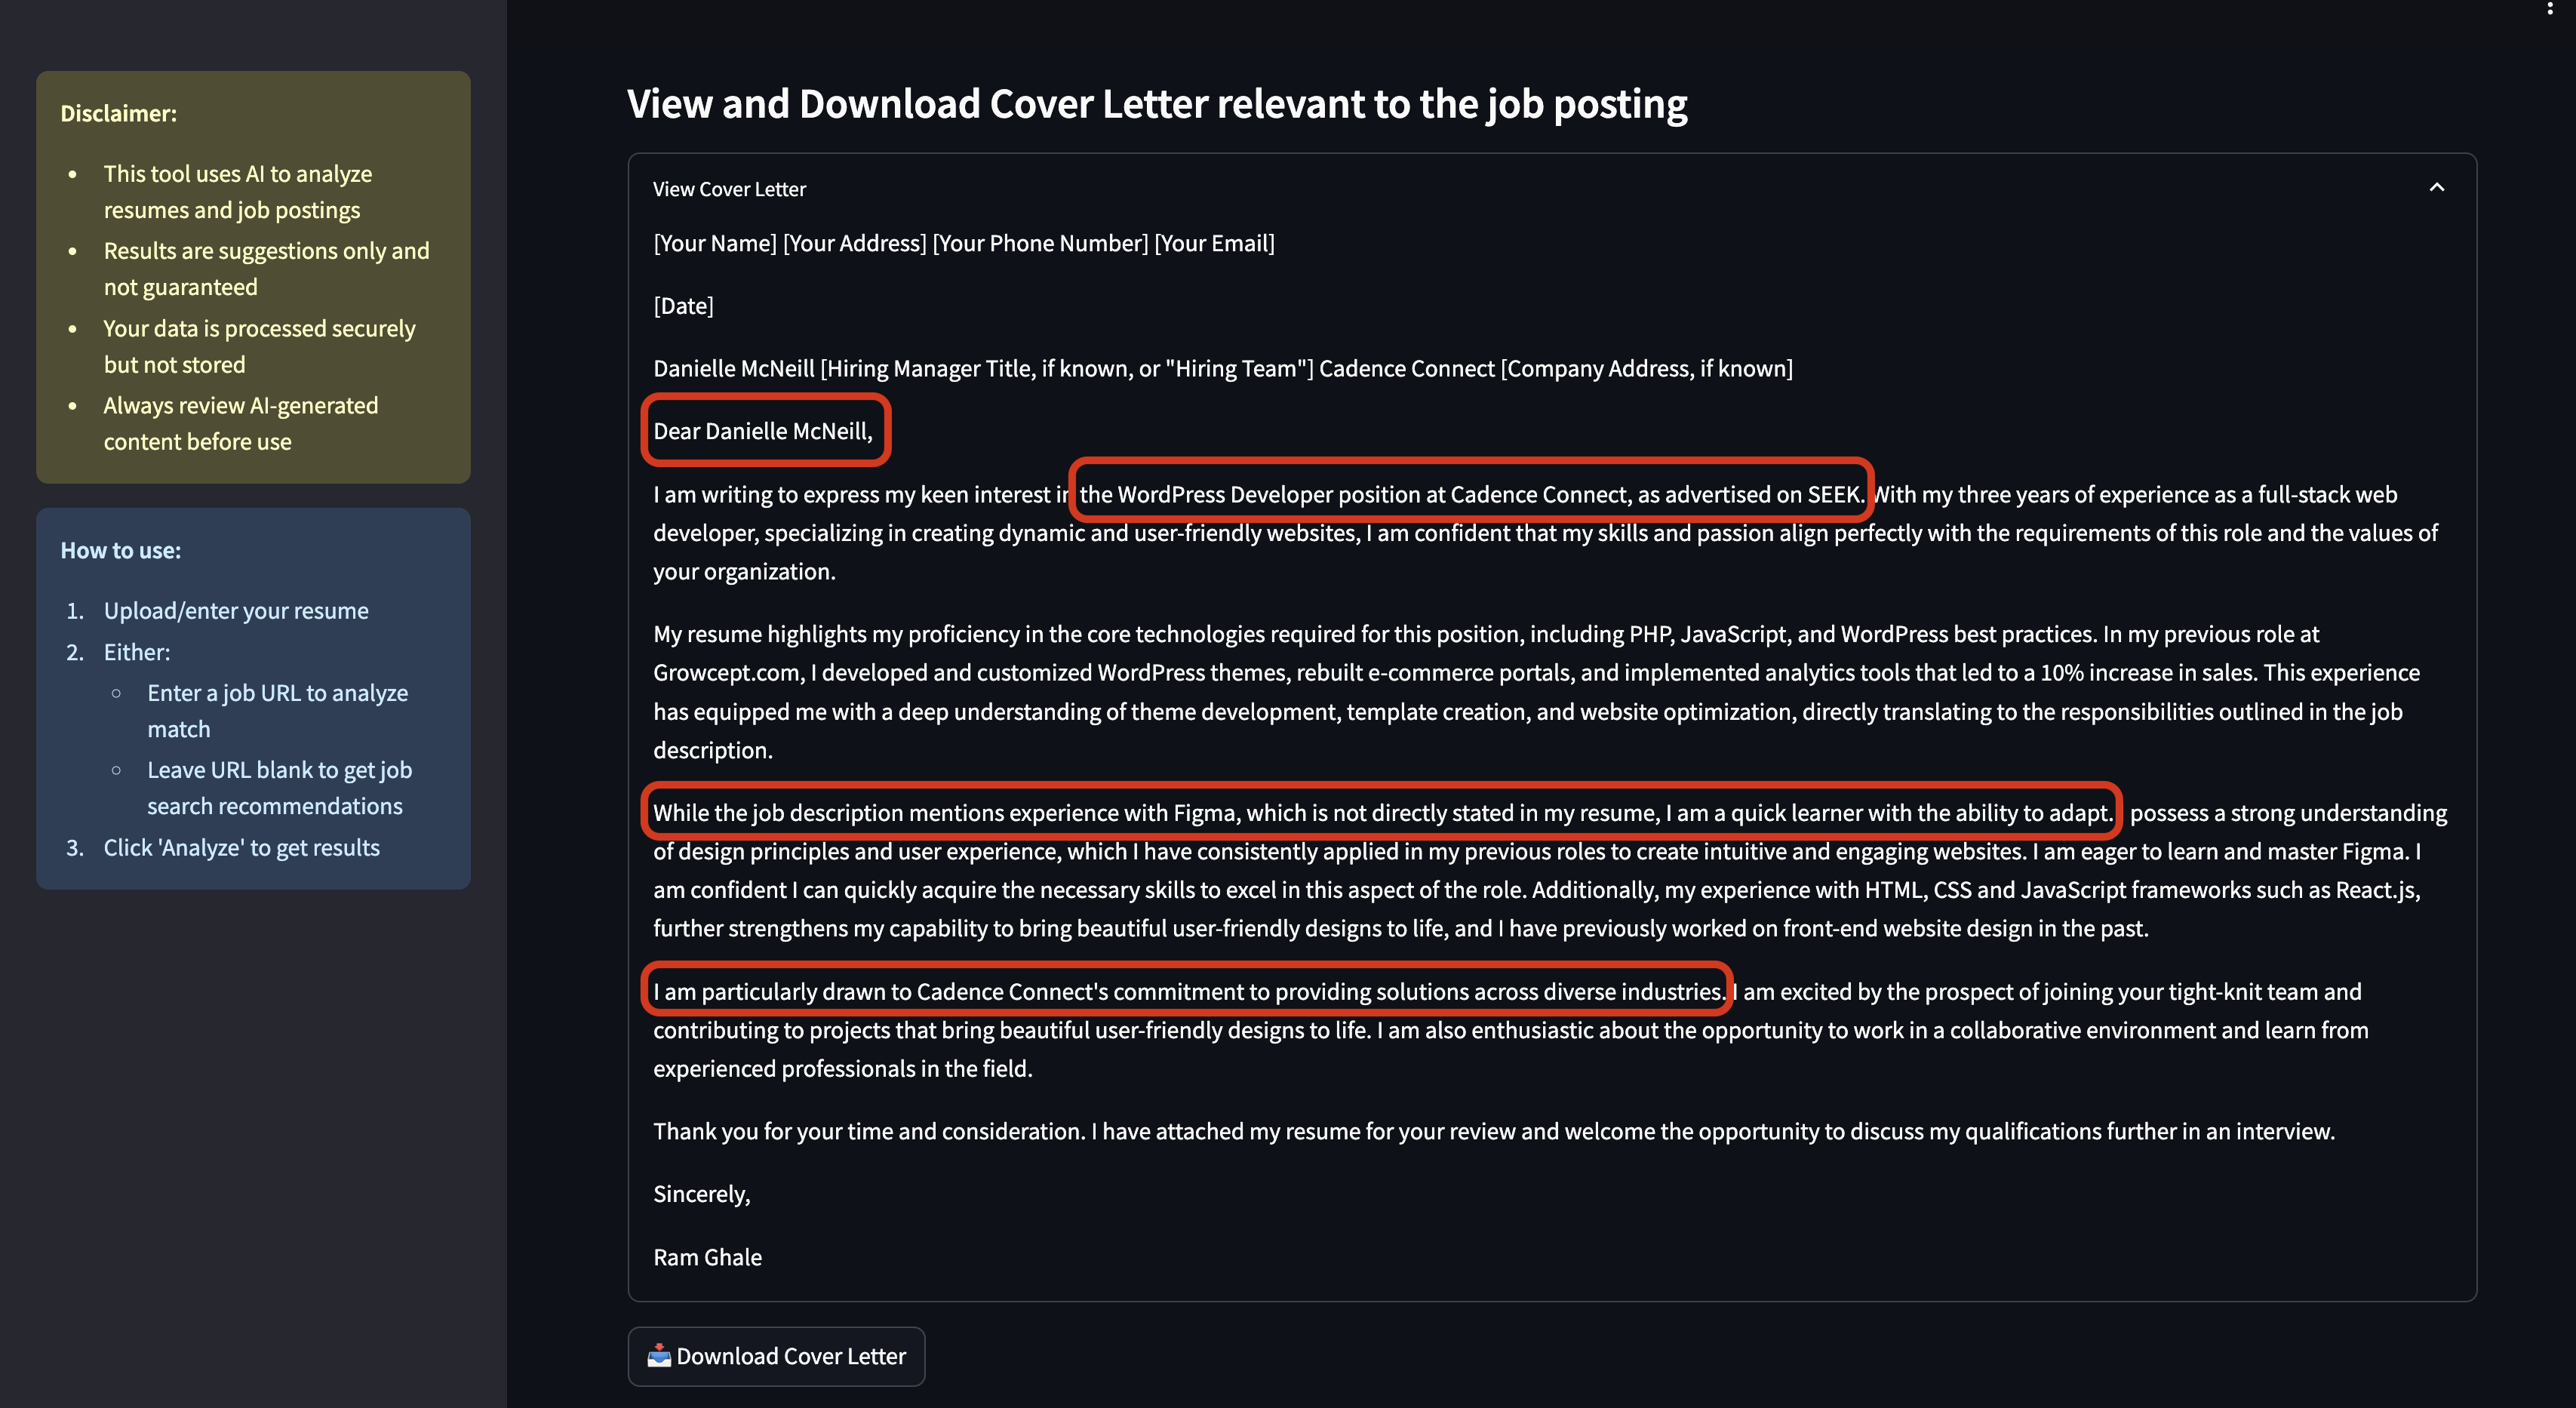 Disclaimer:
• This tool uses AI to analyze
resumes and job postings
• Results are suggestions only and
not guaranteed
• Your data is processed securely
but not stored
• Always review AI-generated
content before use
How to use:
1. Upload/enter your resume
2. Either:
○ Enter a job URL to analyze
match
○ Leave URL blank to get job
search recommendations
3. Click 'Analyze' to get results
View and Download Cover Letter relevant to the job posting
View Cover Letter
[Your Name] [Your Address] [Your Phone Number] [Your Email]
[Date]
Danielle McNeill [Hiring Manager Title, if known, or "Hiring Team"] Cadence Connect [Company Address, if known]
Dear Danielle McNeill,
I am writing to express my keen interest in the WordPress Developer position at Cadence Connect, as advertised on SEEK. With my three years of experience as a full-stack web
developer, specializing in creating dynamic and user-friendly websites, I am confident that my skills and passion align perfectly with the requirements of this role and the values of
your organization.
My resume highlights my proficiency in the core technologies required for this position, including PHP, JavaScript, and WordPress best practices. In my previous role at
Growcept.com, I developed and customized WordPress themes, rebuilt e-commerce portals, and implemented analytics tools that led to a 10% increase in sales. This experience
has equipped me with a deep understanding of theme development, template creation, and website optimization, directly translating to the responsibilities outlined in the job
description.
While the job description mentions experience with Figma, which is not directly stated in my resume, I am a quick learner with the ability to adapt. possess a strong understanding
of design principles and user experience, which I have consistently applied in my previous roles to create intuitive and engaging websites. I am eager to learn and master Figma. I
am confident I can quickly acquire the necessary skills to excel in this aspect of the role. Additionally, my experience with HTML, CSS and JavaScript frameworks such as React.js,
further strengthens my capability to bring beautiful user-friendly designs to life, and I have previously worked on front-end website design in the past.
I am particularly drawn to Cadence Connect's commitment to providing solutions across diverse industries. I am excited by the prospect of joining your tight-knit team and
contributing to projects that bring beautiful user-friendly designs to life. I am also enthusiastic about the opportunity to work in a collaborative environment and learn from
experienced professionals in the field.
Thank you for your time and consideration. I have attached my resume for your review and welcome the opportunity to discuss my qualifications further in an interview.
Sincerely,
Ram Ghale
Download Cover Letter